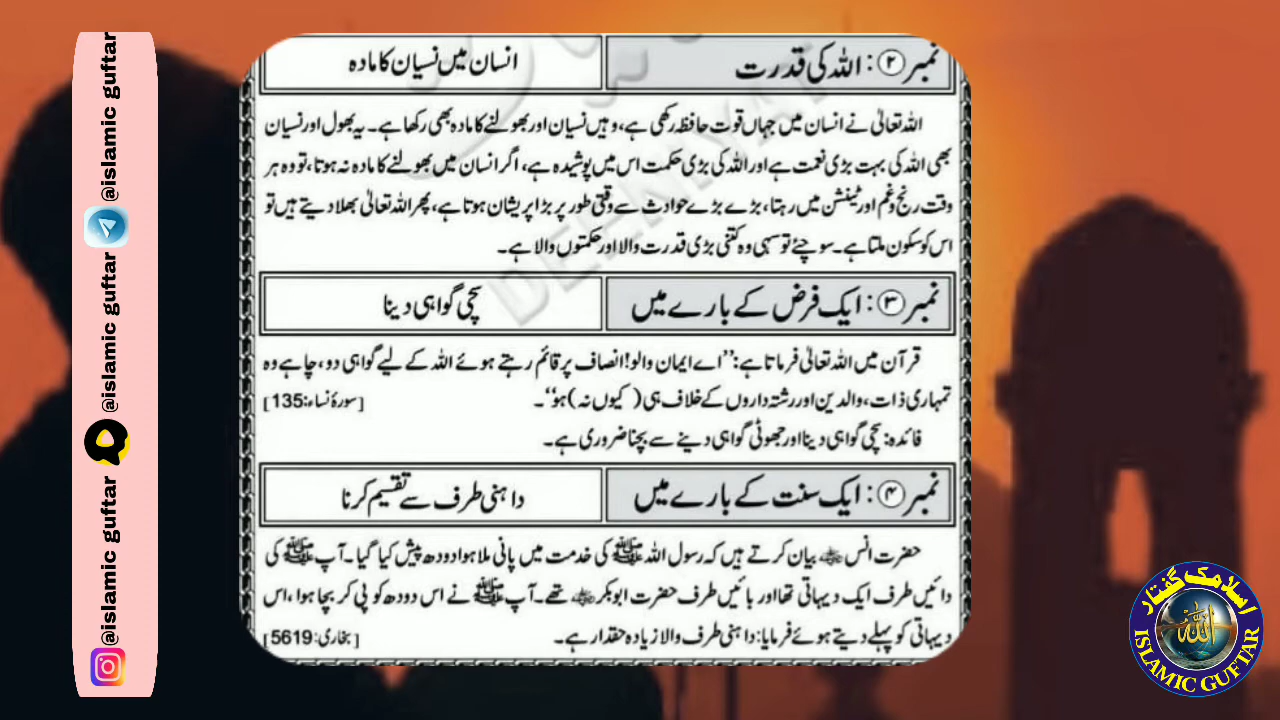 نمبر ②: اللہ کی قدرت
انسان میں نسیان کا مادہ
اللہ تعالیٰ نے انسان میں جہاں قوت حافظہ رکھی ہے، وہیں نسیان اور بھولنے کا مادہ بھی رکھا ہے۔ یہ بھول اور نسیان
بھی اللہ کی بہت بڑی نعمت ہے اور اللہ کی بڑی حکمت اس میں پوشیدہ ہے، اگر انسان میں بھولنے کا مادہ نہ ہوتا، تو وہ ہر
وقت رنج و غم اور ٹینشن میں رہتا، بڑے بڑے حوادث سے وقتی طور پر بڑا پریشان ہوتا ہے، پھر اللہ تعالیٰ بھلا دیتے ہیں تو
اس کو سکون ملتا ہے۔ سوچئے تو سہی وہ کتنی بڑی قدرت والا اور حکمتوں والا ہے۔
نمبر ③: ایک فرض کے بارے میں
سچی گواہی دینا
قرآن میں اللہ تعالیٰ فرماتا ہے: ’’اے ایمان والو! انصاف پر قائم رہتے ہوئے اللہ کے لیے گواہی دو، چاہے وہ
تمہاری ذات، والدین اور رشتہ داروں کے خلاف ہی (کیوں نہ) ہو‘‘۔ [سورۂ نساء: 135]
فائدہ: سچی گواہی دینا اور جھوٹی گواہی دینے سے بچنا ضروری ہے۔
نمبر ④: ایک سنت کے بارے میں
داہنی طرف سے تقسیم کرنا
حضرت انس ؓ بیان کرتے ہیں کہ رسول اللہ ﷺ کی خدمت میں پانی ملا ہوا دودھ پیش کیا گیا۔ آپ ﷺ کی
دائیں طرف ایک دیہاتی تھا اور بائیں طرف حضرت ابو بکر ؓ تھے۔ آپ ﷺ نے اس دودھ کو پی کر بچا ہوا، اس
دیہاتی کو پہلے دیتے ہوئے فرمایا: داہنی طرف والا زیادہ حقدار ہے۔ [بخاری: 5619]
DEENIYAT
@islamic guftar
@islamic guftar
@islamic guftar
اسلامک گفتار
اللہ
ISLAMIC GUFTAR